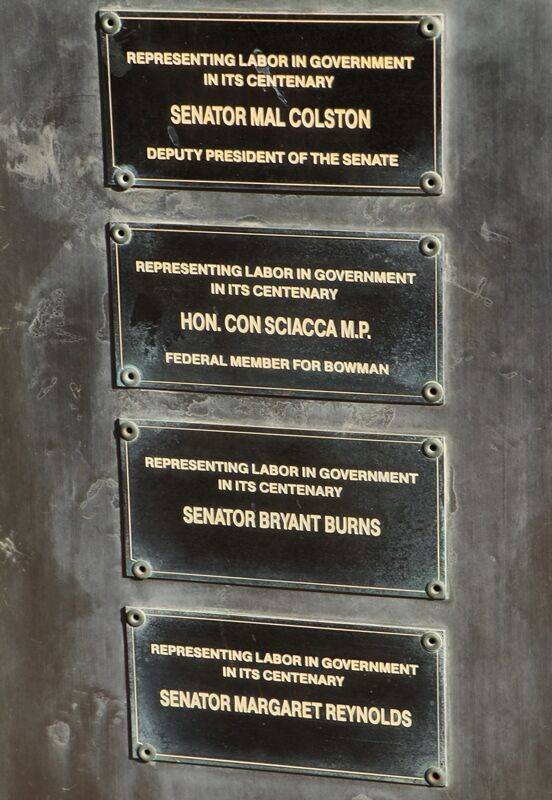 REPRESENTING LABOR IN GOVERNMENT
IN ITS CENTENARY
SENATOR MAL COLSTON
DEPUTY PRESIDENT OF THE SENATE
REPRESENTING LABOR IN GOVERNMENT
IN ITS CENTENARY
HON. CON SCIACCA M.P.
FEDERAL MEMBER FOR BOWMAN
REPRESENTING LABOR IN GOVERNMENT
IN ITS CENTENARY
SENATOR BRYANT BURNS
REPRESENTING LABOR IN GOVERNMENT
IN ITS CENTENARY
SENATOR MARGARET REYNOLDS